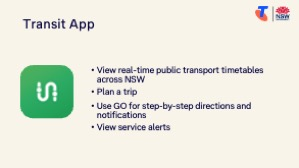 Transit App
• View real-time public transport timetables
across NSW
• Plan a trip
• Use GO for step-by-step directions and
notifications
• View service alerts
NSW